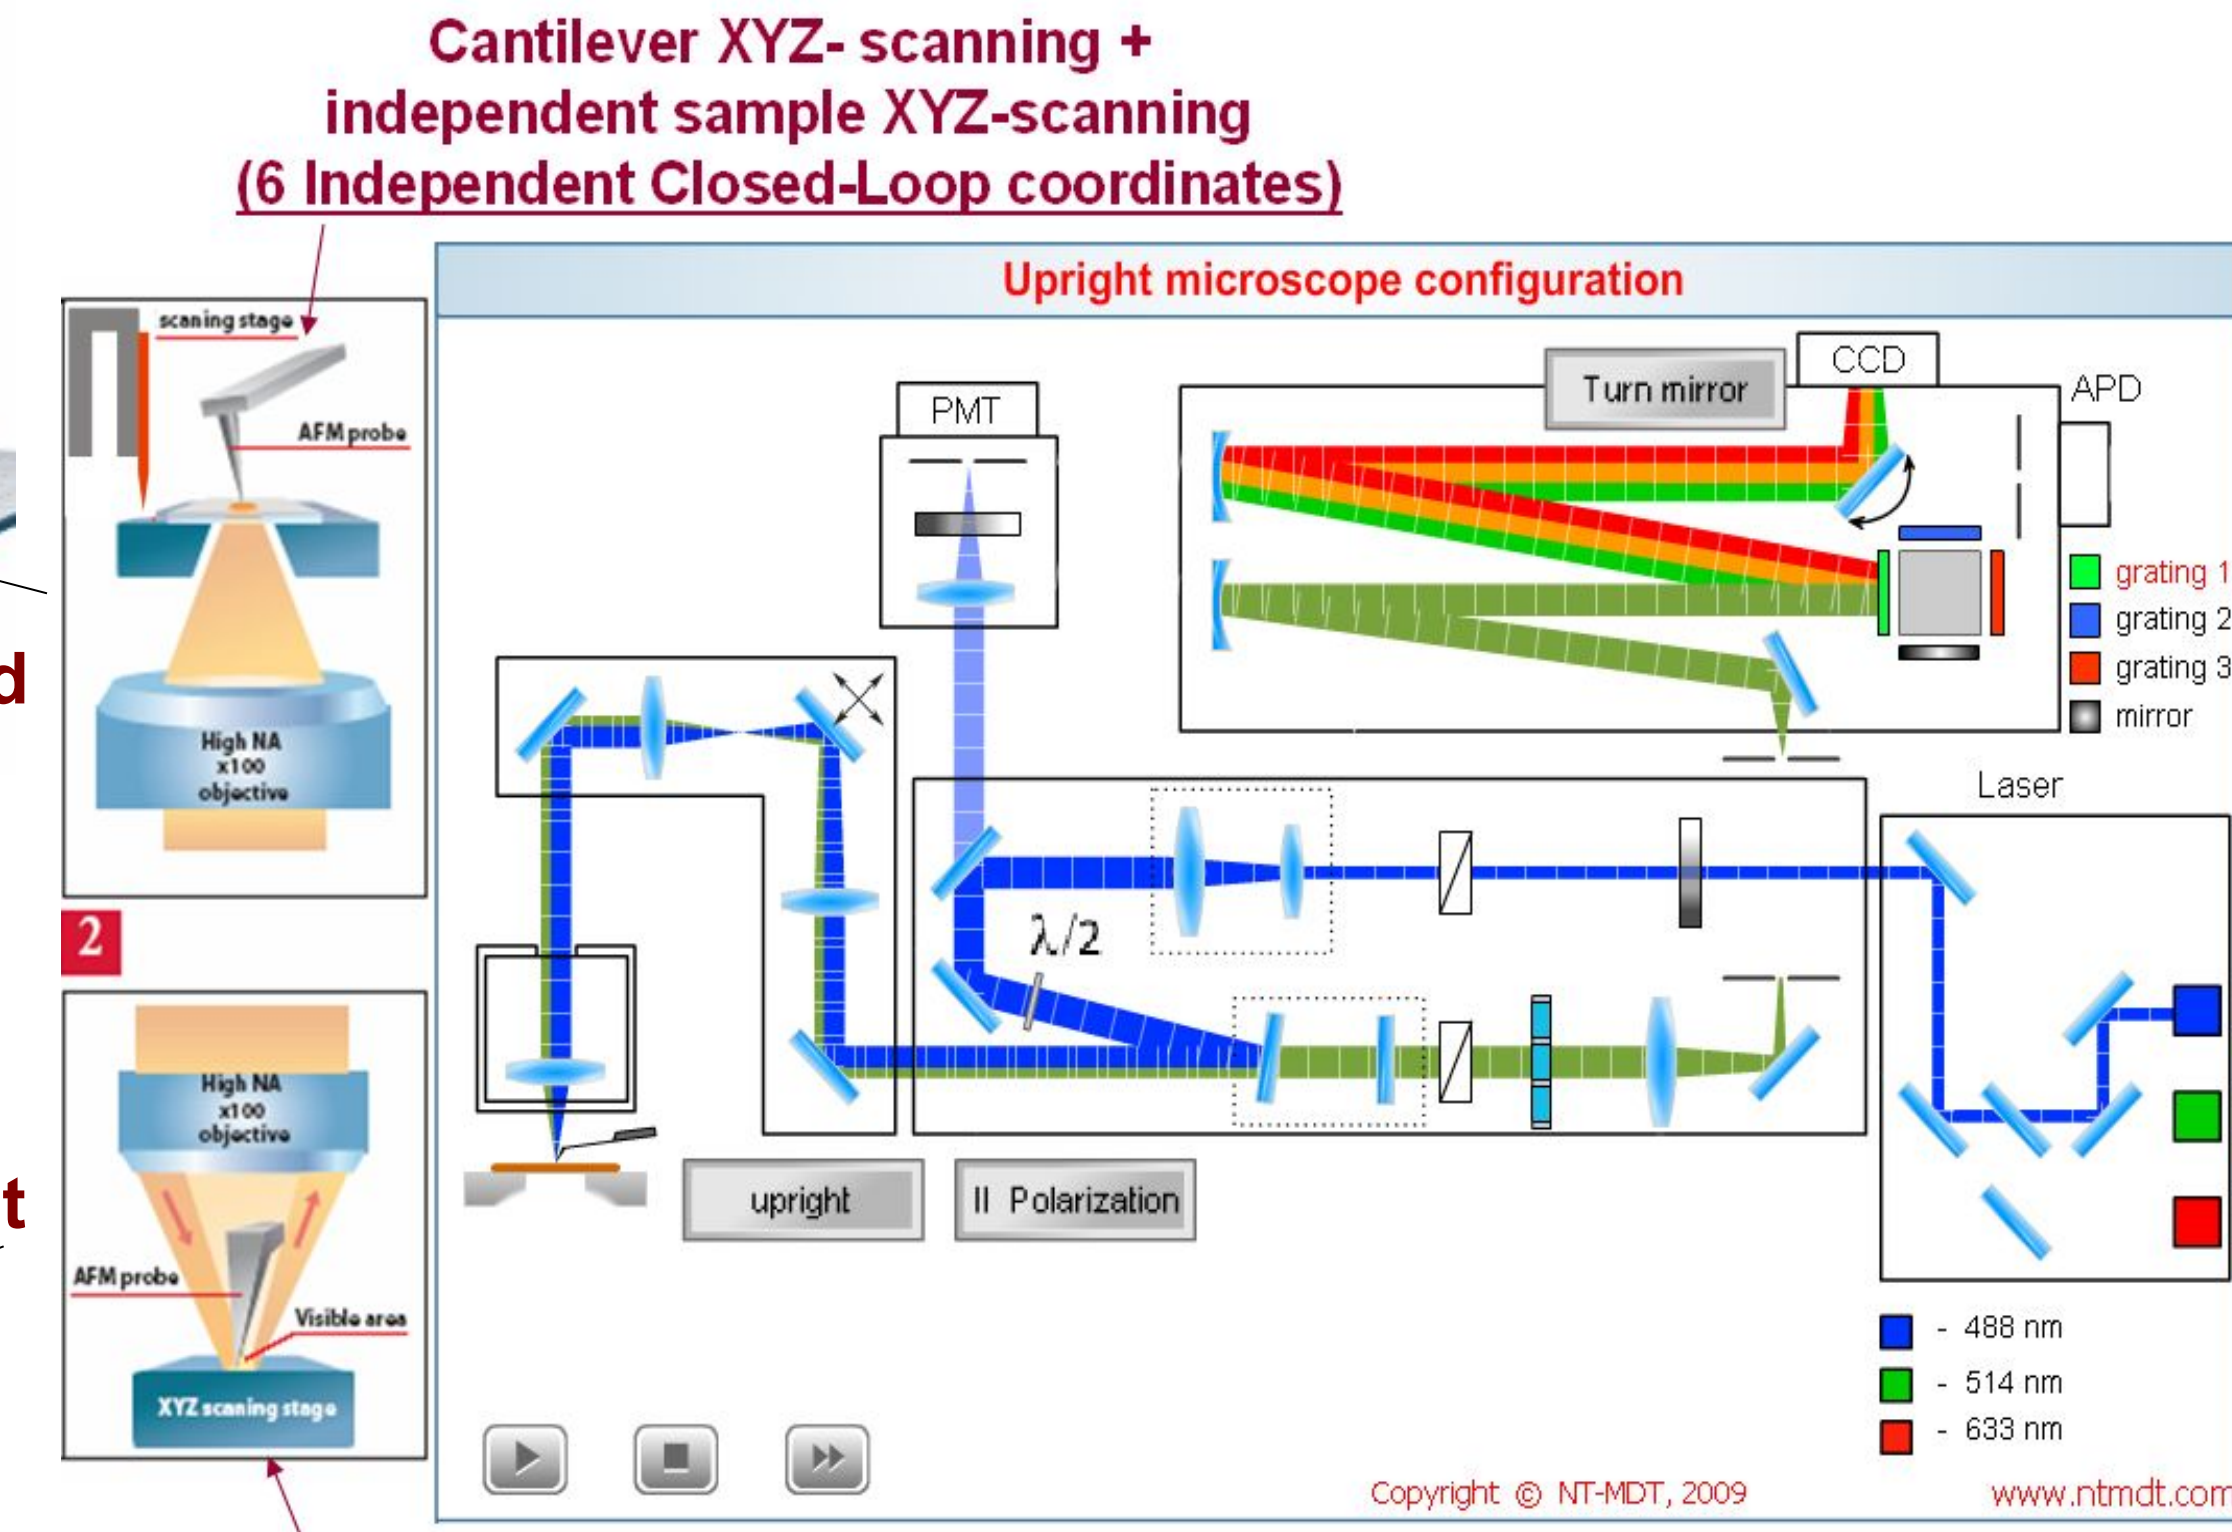 Cantilever XYZ- scanning +
independent sample XYZ-scanning
(6 Independent Closed-Loop coordinates)
Upright microscope configuration
scaning stage
AFM probe
High NA
x100
objective
2
High NA
x100
objective
AFM probe
Visible area
XYZ scaning stage
d
t
PMT
Turn mirror
CCD
APD
grating 1
grating 2
grating 3
mirror
Laser
λ/2
upright
II Polarization
- 488 nm
- 514 nm
- 633 nm
Copyright © NT-MDT, 2009
www.ntmdt.com